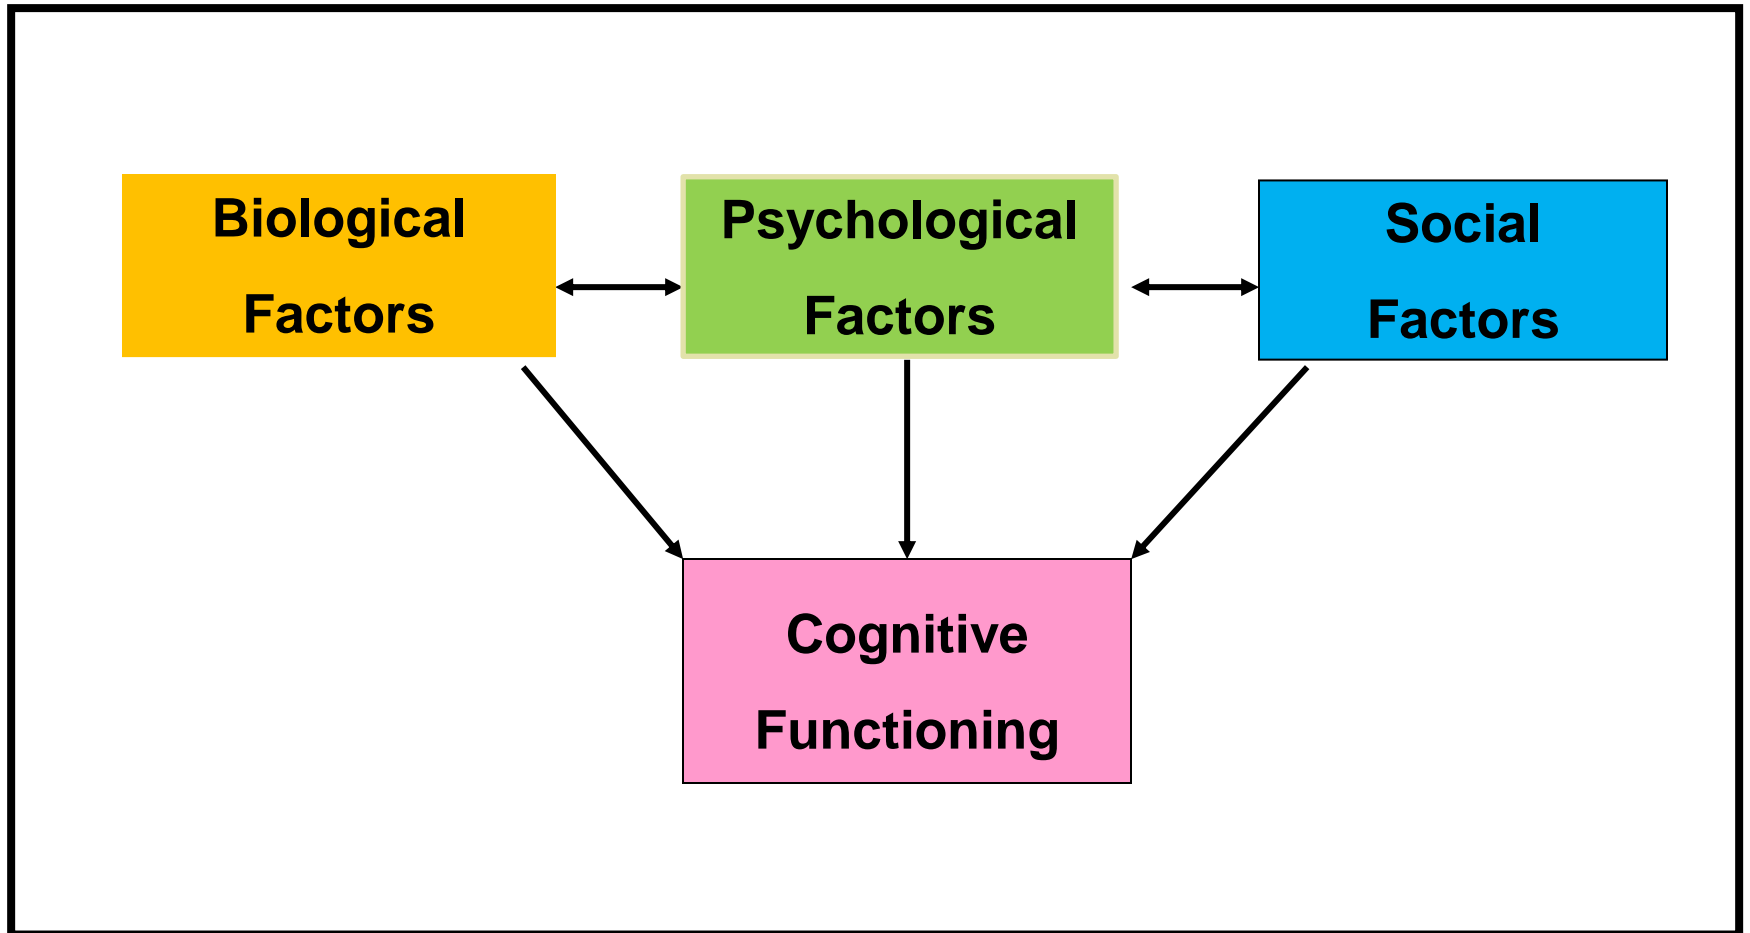 Biological
Factors
Psychological
Factors
Social
Factors
Cognitive
Functioning